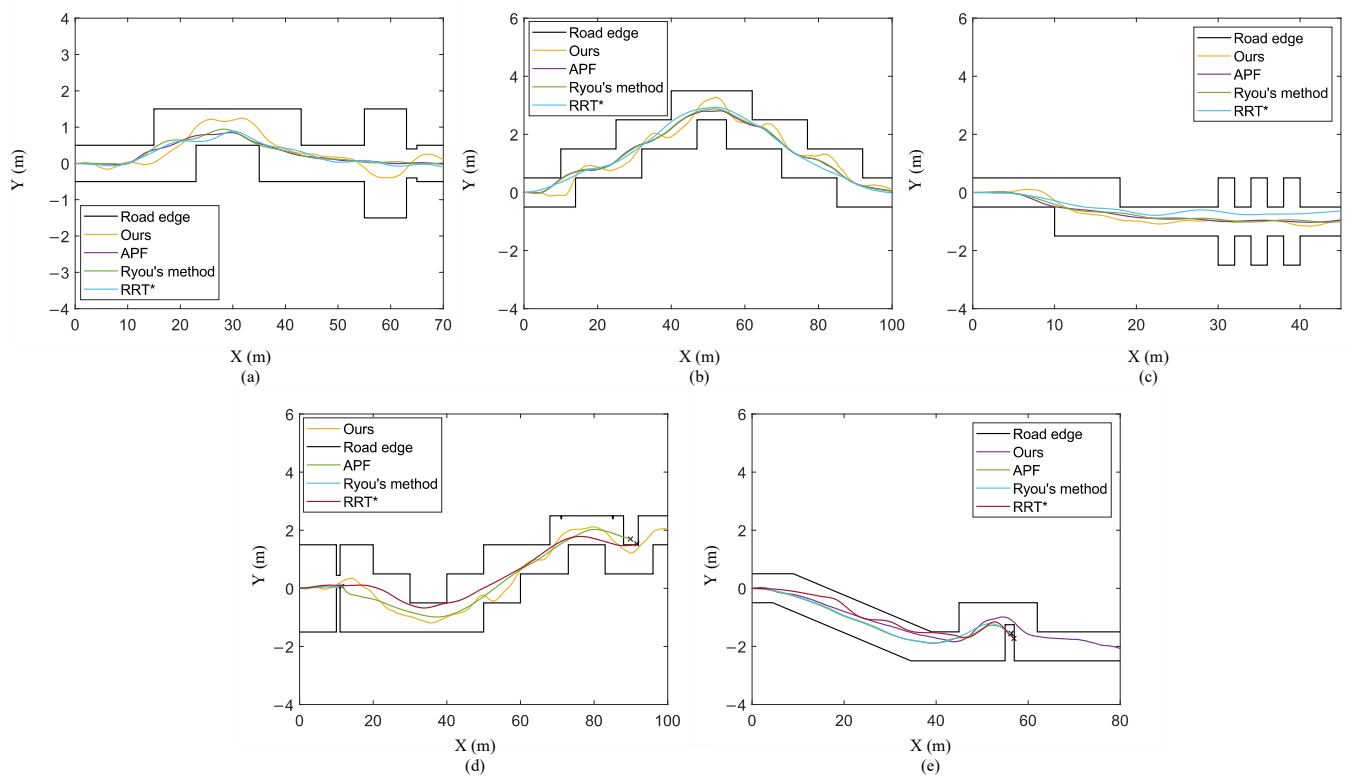 4
3
2
1
0
−1
−2
−3
−4
Y (m)
Road edge
Ours
APF
Ryou's method
RRT*
0 10 20 30 40 50 60 70
X (m)
(a)
6
4
2
0
−2
−4
Y (m)
Road edge
Ours
APF
Ryou's method
RRT*
0 20 40 60 80 100
X (m)
(b)
6
4
2
0
−2
−4
Y (m)
Road edge
Ours
APF
Ryou's method
RRT*
0 10 20 30 40
X (m)
(c)
6
4
2
0
−2
−4
Y (m)
Ours
Road edge
APF
Ryou's method
RRT*
0 20 40 60 80 100
X (m)
(d)
6
4
2
0
−2
−4
Y (m)
Road edge
Ours
APF
Ryou's method
RRT*
0 20 40 60 80
X (m)
(e)